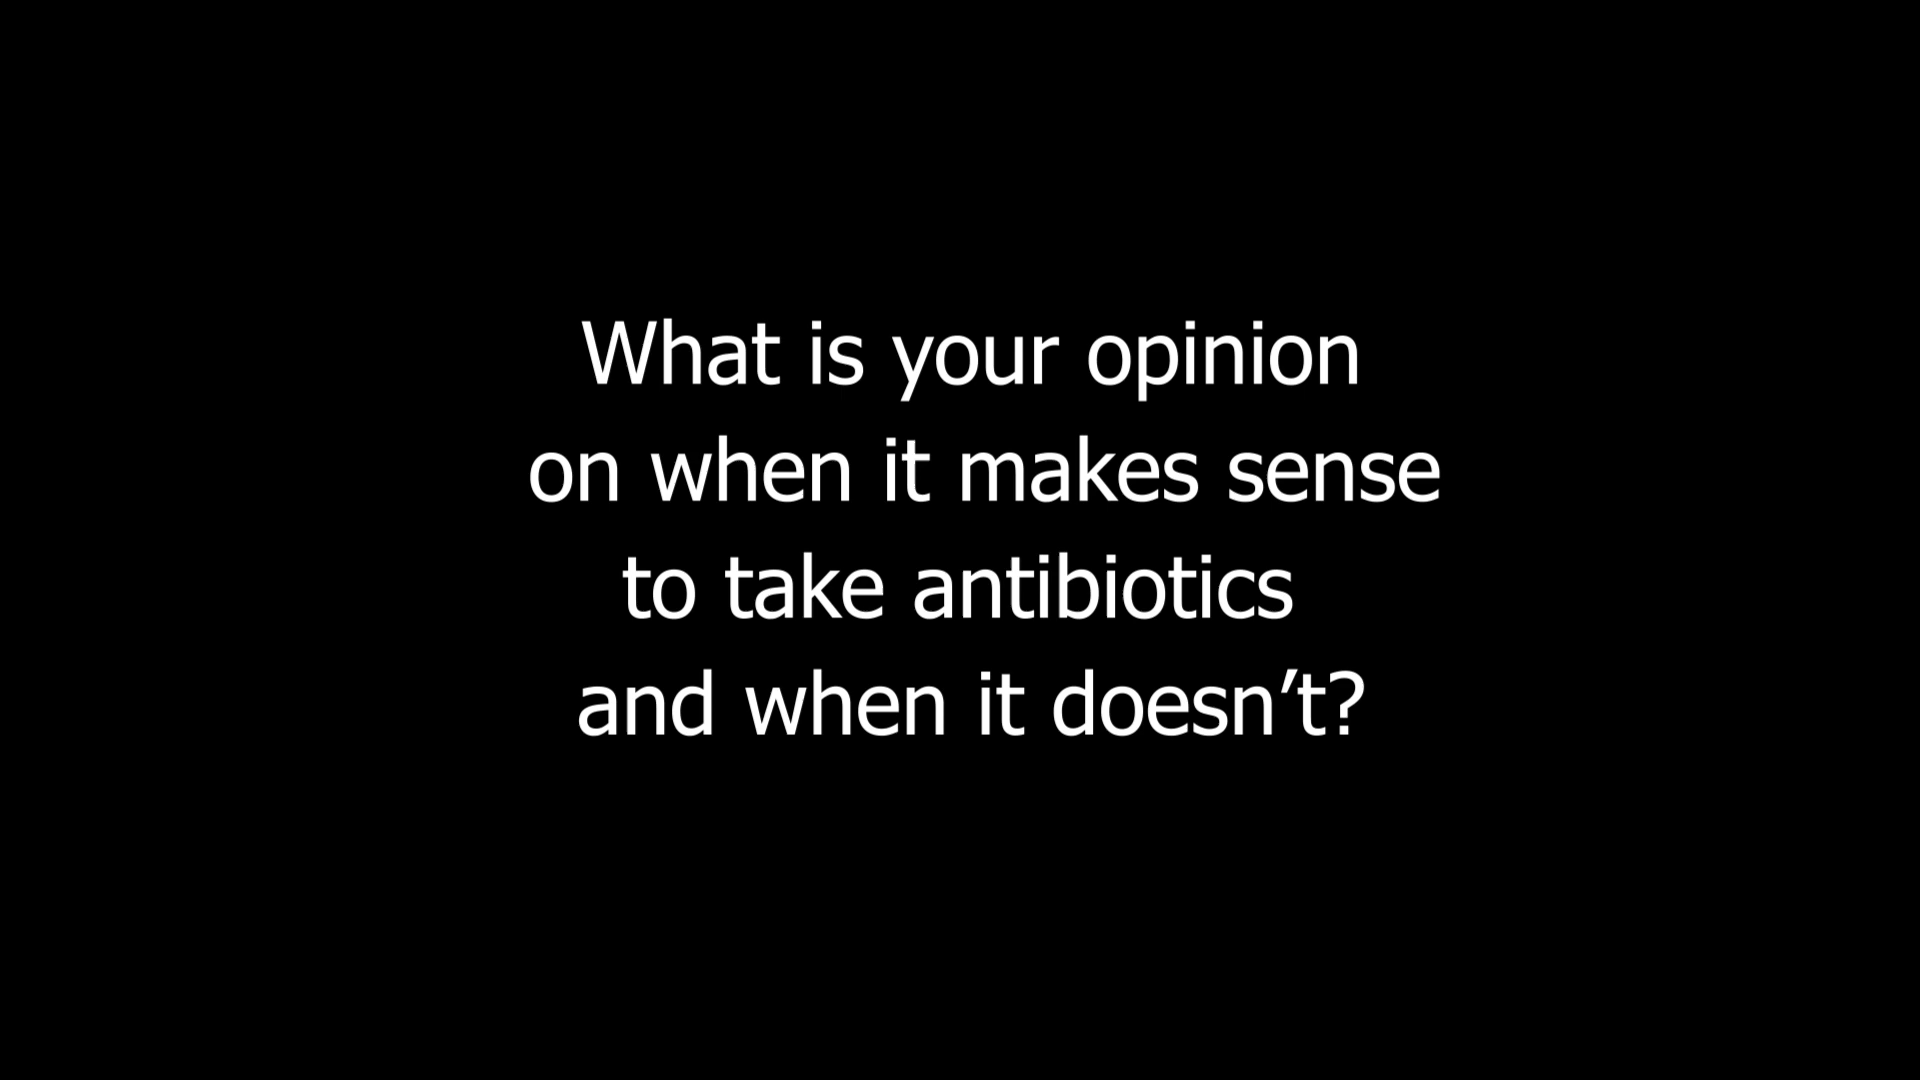 What is your opinion
on when it makes sense
to take antibiotics
and when it doesn’t?